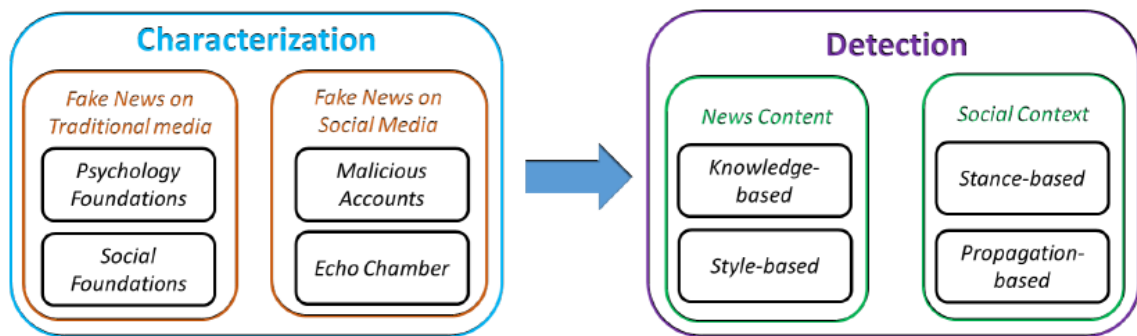 Characterization
Fake News on
Traditional media
Psychology
Foundations
Social
Foundations
Fake News on
Social Media
Malicious
Accounts
Echo Chamber
Detection
News Content
Knowledge-
based
Style-based
Social Context
Stance-based
Propagation-
based